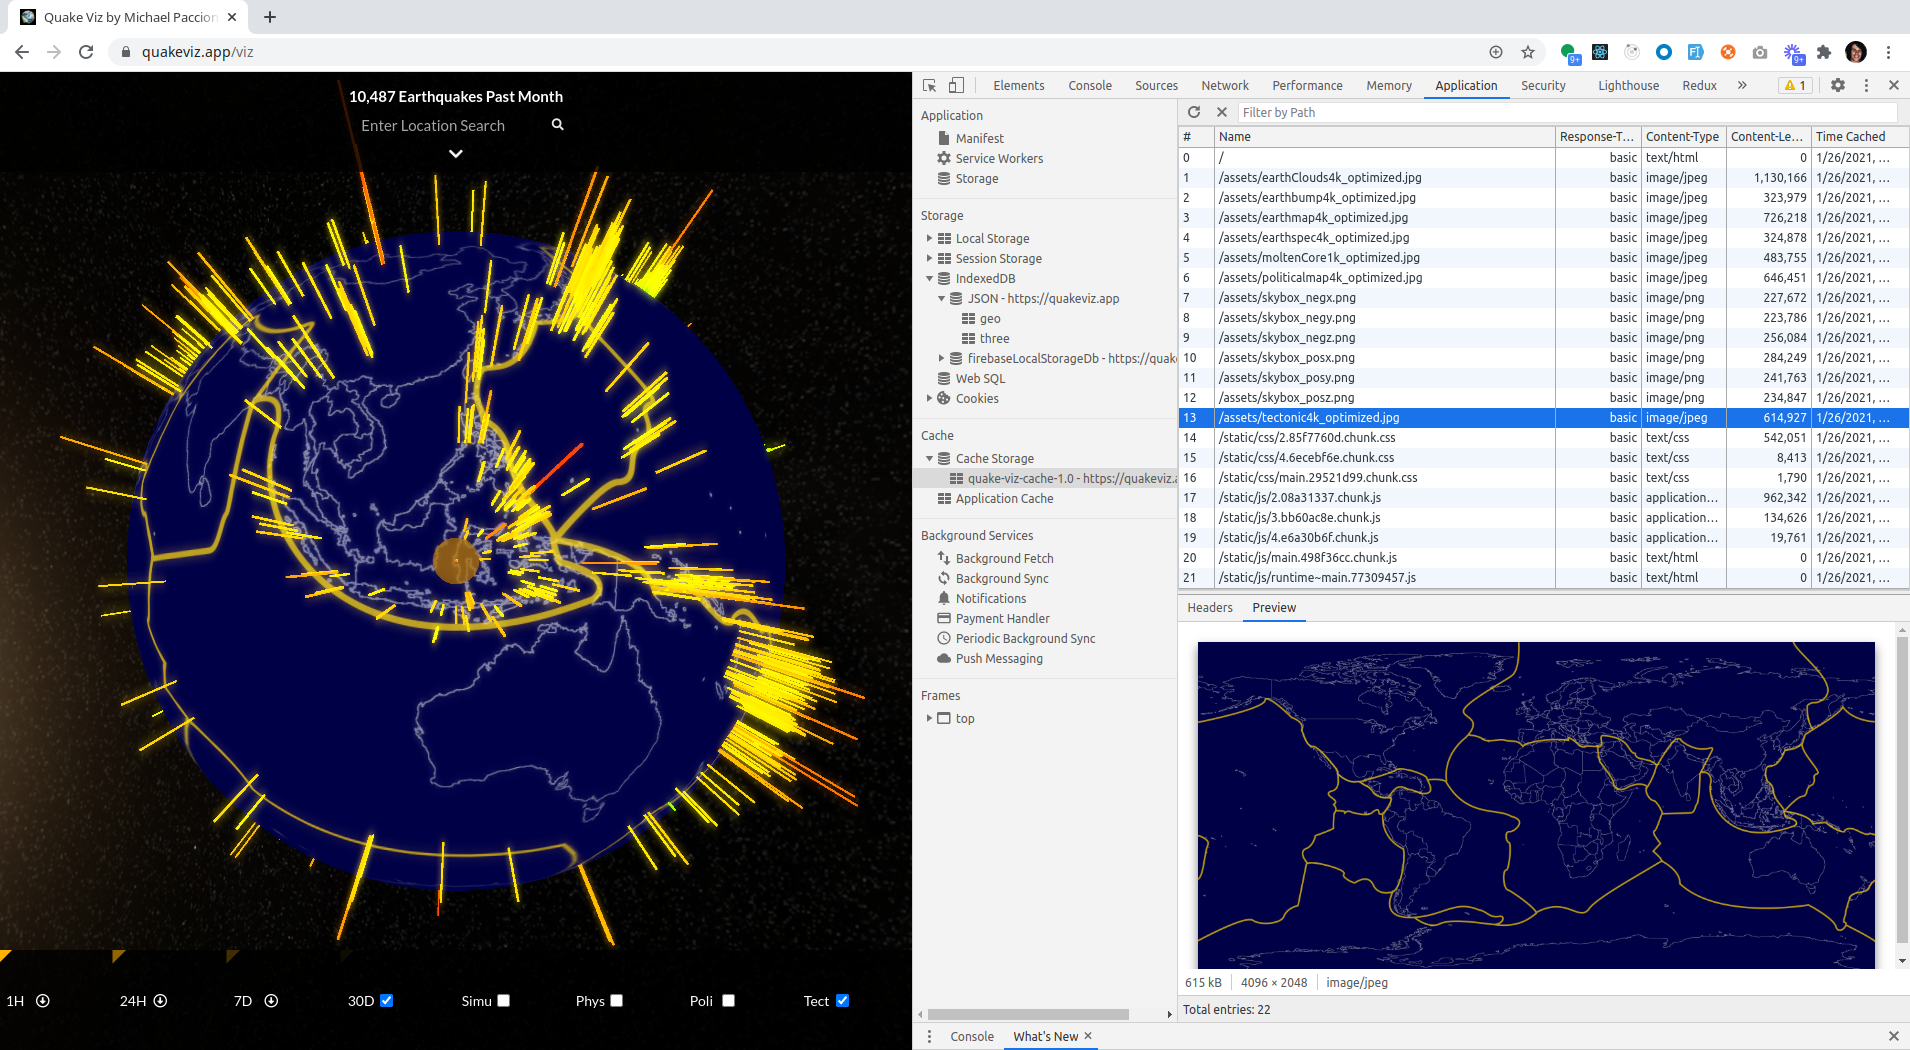 Quake Viz by Michael Paccion
quakeviz.app/viz
9+
9+
10,487 Earthquakes Past Month
Enter Location Search
1H
24H
7D
30D
Simu
Phys
Poli
Tect
Elements Console Sources Network Performance Memory Application Security Lighthouse Redux » 1
Application
Manifest
Service Workers
Storage
Storage
Local Storage
Session Storage
IndexedDB
JSON - https://quakeviz.app
geo
three
firebaseLocalStorageDb - https://quak
Web SQL
Cookies
Cache
Cache Storage
quake-viz-cache-1.0 - https://quakeviz.a
Application Cache
Background Services
Background Fetch
Background Sync
Notifications
Payment Handler
Periodic Background Sync
Push Messaging
Frames
top
Filter by Path
# Name Response-T... Content-Type Content-Le... Time Cached
0 / basic text/html 0 1/26/2021, ...
1 /assets/earthClouds4k_optimized.jpg basic image/jpeg 1,130,166 1/26/2021, ...
2 /assets/earthbump4k_optimized.jpg basic image/jpeg 323,979 1/26/2021, ...
3 /assets/earthmap4k_optimized.jpg basic image/jpeg 726,218 1/26/2021, ...
4 /assets/earthspec4k_optimized.jpg basic image/jpeg 324,878 1/26/2021, ...
5 /assets/moltenCore1k_optimized.jpg basic image/jpeg 483,755 1/26/2021, ...
6 /assets/politicalmap4k_optimized.jpg basic image/jpeg 646,451 1/26/2021, ...
7 /assets/skybox_negx.png basic image/png 227,672 1/26/2021, ...
8 /assets/skybox_negy.png basic image/png 223,786 1/26/2021, ...
9 /assets/skybox_negz.png basic image/png 256,084 1/26/2021, ...
10 /assets/skybox_posx.png basic image/png 284,249 1/26/2021, ...
11 /assets/skybox_posy.png basic image/png 241,763 1/26/2021, ...
12 /assets/skybox_posz.png basic image/png 234,847 1/26/2021, ...
13 /assets/tectonic4k_optimized.jpg basic image/jpeg 614,927 1/26/2021, ...
14 /static/css/2.85f7760d.chunk.css basic text/css 542,051 1/26/2021, ...
15 /static/css/4.6ecebf6e.chunk.css basic text/css 8,413 1/26/2021, ...
16 /static/css/main.29521d99.chunk.css basic text/css 1,790 1/26/2021, ...
17 /static/js/2.08a31337.chunk.js basic application... 962,342 1/26/2021, ...
18 /static/js/3.bb60ac8e.chunk.js basic application... 134,626 1/26/2021, ...
19 /static/js/4.e6a30b6f.chunk.js basic application... 19,761 1/26/2021, ...
20 /static/js/main.498f36cc.chunk.js basic text/html 0 1/26/2021, ...
21 /static/js/runtime~main.77309457.js basic text/html 0 1/26/2021, ...
Headers Preview
615 kB 4096 × 2048 image/jpeg
Total entries: 22
Console What's New